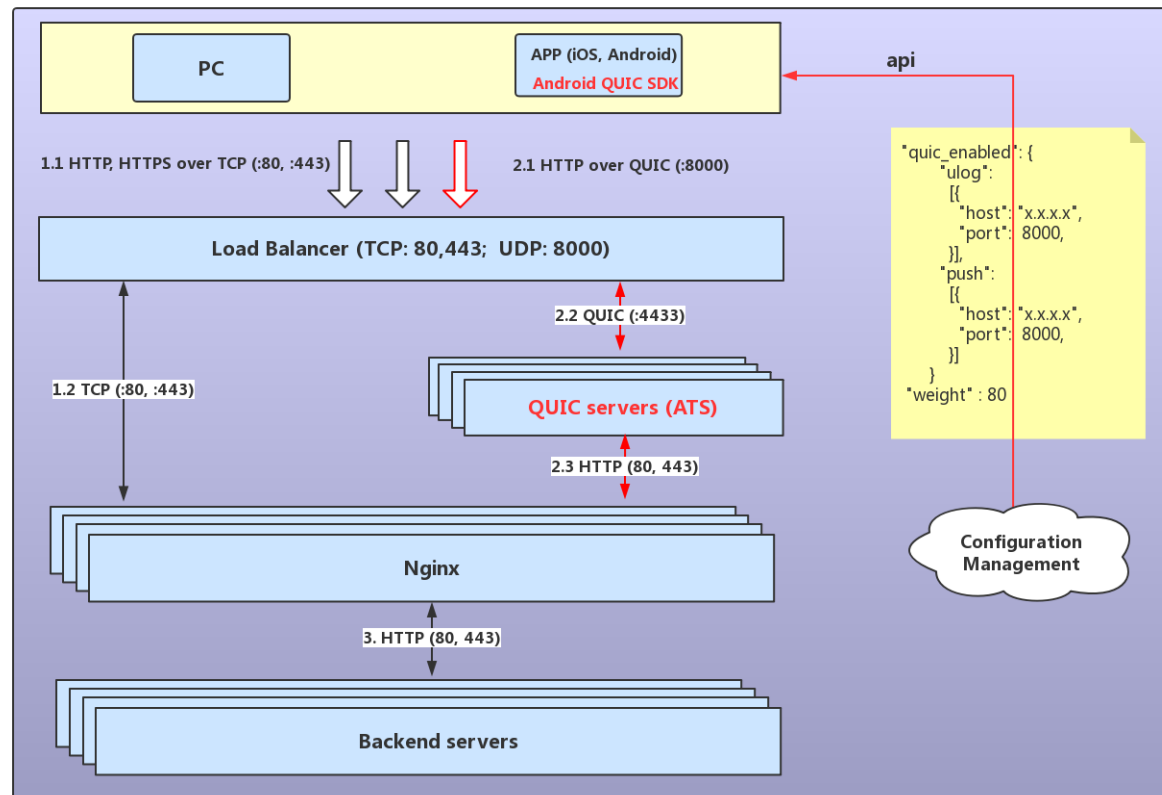 PC
APP (iOS, Android)
Android QUIC SDK
api
1.1 HTTP, HTTPS over TCP (:80, :443)
2.1 HTTP over QUIC (:8000)
Load Balancer (TCP: 80,443;  UDP: 8000)
2.2 QUIC (:4433)
1.2 TCP (:80, :443)
QUIC servers (ATS)
2.3 HTTP (80, 443)
Nginx
3. HTTP (80, 443)
Backend servers
"quic_enabled": {
"ulog":
[{
"host": "x.x.x.x",
"port": 8000,
}],
"push":
[{
"host": "x.x.x.x",
"port": 8000,
}]
}
"weight" : 80
Configuration
Management